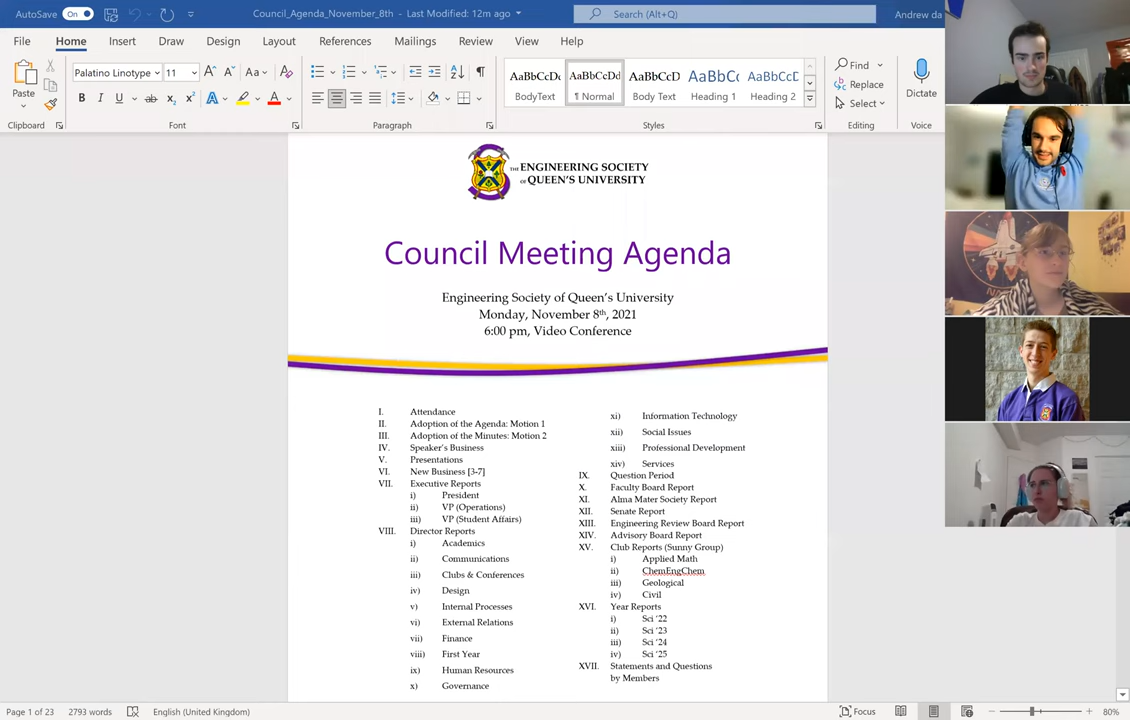 AutoSave On Council_Agenda_November_8th - Last Modified: 12m ago Search (Alt+Q) Andrew da
File Home Insert Draw Design Layout References Mailings Review View Help
Paste
Clipboard
Palatino Linotype 11
Aa
B I U ab X₂ X² A A
Font
Paragraph
AaBbCcDc BodyText
AaBbCcDd ¶ Normal
AaBbCcD Body Text
AaBbCc Heading 1
AaBbCcD Heading 2
Styles
Find
Replace
Select
Editing
Dictate
Voice
THE ENGINEERING SOCIETY
OF QUEEN'S UNIVERSITY
Council Meeting Agenda
Engineering Society of Queen's University
Monday, November 8th, 2021
6:00 pm, Video Conference
I. Attendance
II. Adoption of the Agenda: Motion 1
III. Adoption of the Minutes: Motion 2
IV. Speaker's Business
V. Presentations
VI. New Business [3-7]
VII. Executive Reports
i) President
ii) VP (Operations)
iii) VP (Student Affairs)
VIII. Director Reports
i) Academics
ii) Communications
iii) Clubs & Conferences
iv) Design
v) Internal Processes
vi) External Relations
vii) Finance
viii) First Year
ix) Human Resources
x) Governance
xi) Information Technology
xii) Social Issues
xiii) Professional Development
xiv) Services
IX. Question Period
X. Faculty Board Report
XI. Alma Mater Society Report
XII. Senate Report
XIII. Engineering Review Board Report
XIV. Advisory Board Report
XV. Club Reports (Sunny Group)
i) Applied Math
ii) ChemEngChem
iii) Geological
iv) Civil
XVI. Year Reports
i) Sci '22
ii) Sci '23
iii) Sci '24
iv) Sci '25
XVII. Statements and Questions
by Members
Page 1 of 23 2793 words English (United Kingdom) Focus 80%